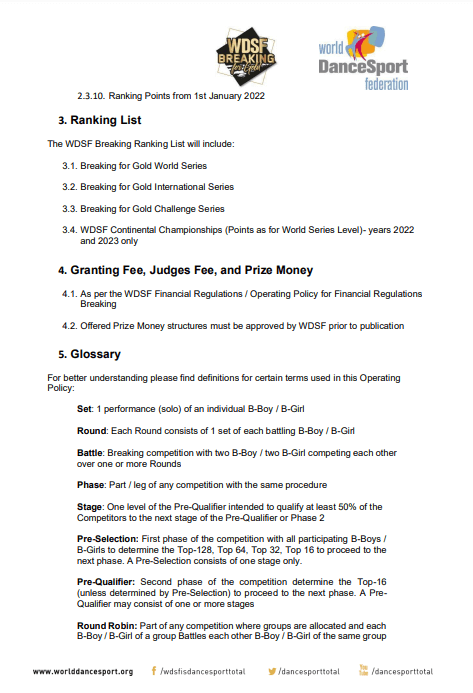 WDSF
BREAKING
for Gold
world
DanceSport
federation
2.3.10. Ranking Points from 1st January 2022
3. Ranking List
The WDSF Breaking Ranking List will include:
3.1. Breaking for Gold World Series
3.2. Breaking for Gold International Series
3.3. Breaking for Gold Challenge Series
3.4. WDSF Continental Championships (Points as for World Series Level)- years 2022
and 2023 only
4. Granting Fee, Judges Fee, and Prize Money
4.1. As per the WDSF Financial Regulations / Operating Policy for Financial Regulations
Breaking
4.2. Offered Prize Money structures must be approved by WDSF prior to publication
5. Glossary
For better understanding please find definitions for certain terms used in this Operating
Policy:
Set: 1 performance (solo) of an individual B-Boy / B-Girl
Round: Each Round consists of 1 set of each battling B-Boy / B-Girl
Battle: Breaking competition with two B-Boy / two B-Girl competing each other
over one or more Rounds
Phase: Part / leg of any competition with the same procedure
Stage: One level of the Pre-Qualifier intended to qualify at least 50% of the
Competitors to the next stage of the Pre-Qualifier or Phase 2
Pre-Selection: First phase of the competition with all participating B-Boys /
B-Girls to determine the Top-128, Top 64, Top 32, Top 16 to proceed to the
next phase. A Pre-Selection consists of one stage only.
Pre-Qualifier: Second phase of the competition determine the Top-16
(unless determined by Pre-Selection) to proceed to the next phase. A Pre-
Qualifier may consist of one or more stages
Round Robin: Part of any competition where groups are allocated and each
B-Boy / B-Girl of a group Battles each other B-Boy / B-Girl of the same group
www.worlddancesport.org f /wdsfisdancesporttotal /dancesporttotal You Tube /dancesporttotal